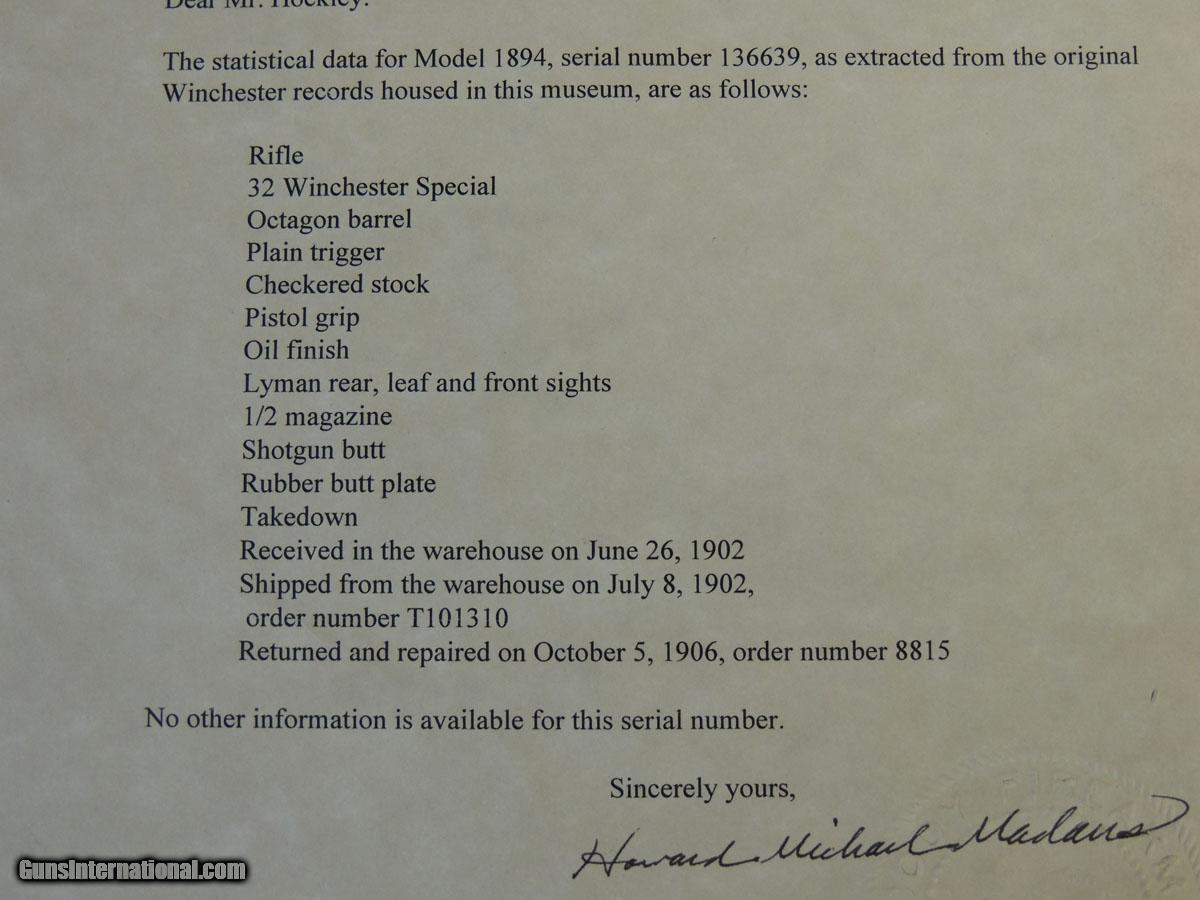 Dear Mr. Hockley:
The statistical data for Model 1894, serial number 136639, as extracted from the original
Winchester records housed in this museum, are as follows:
Rifle
32 Winchester Special
Octagon barrel
Plain trigger
Checkered stock
Pistol grip
Oil finish
Lyman rear, leaf and front sights
1/2 magazine
Shotgun butt
Rubber butt plate
Takedown
Received in the warehouse on June 26, 1902
Shipped from the warehouse on July 8, 1902,
order number T101310
Returned and repaired on October 5, 1906, order number 8815
No other information is available for this serial number.
Sincerely yours,
Howard Michael Madaus
GunsInternational.com